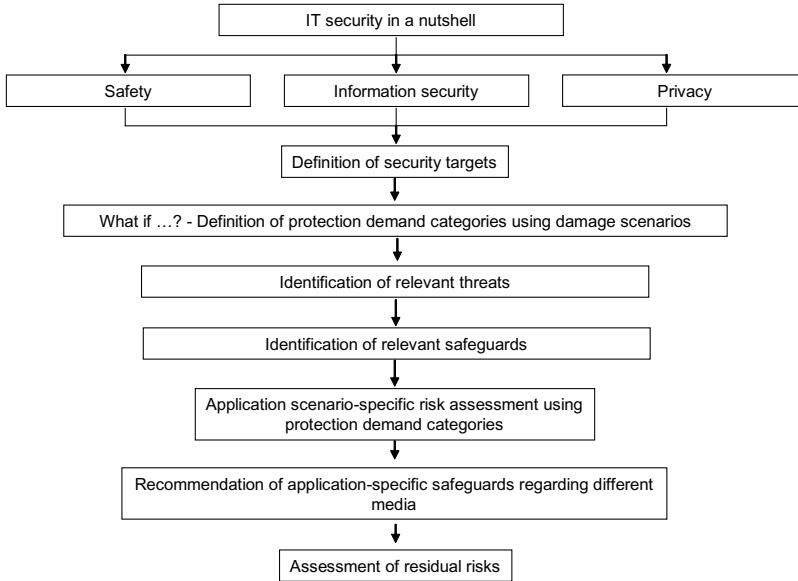 IT security in a nutshell
Safety
Information security
Privacy
Definition of security targets
What if ...? - Definition of protection demand categories using damage scenarios
Identification of relevant threats
Identification of relevant safeguards
Application scenario-specific risk assessment using
protection demand categories
Recommendation of application-specific safeguards regarding different
media
Assessment of residual risks